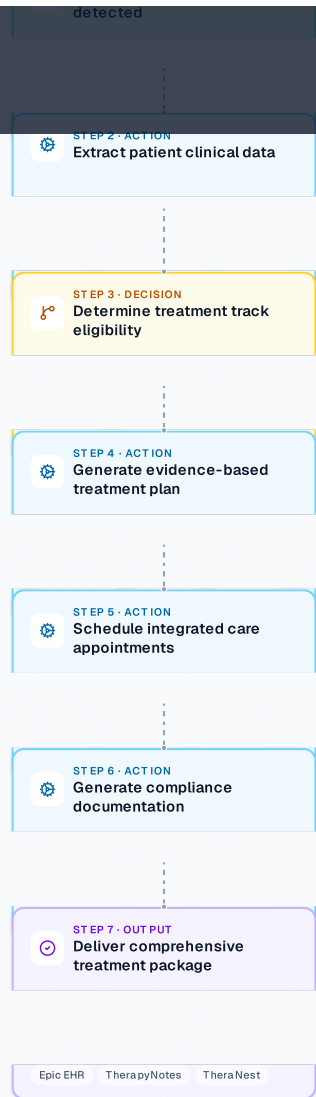 detected
STEP 2 · ACTION
Extract patient clinical data
STEP 3 · DECISION
Determine treatment track
eligibility
STEP 4 · ACTION
Generate evidence-based
treatment plan
STEP 5 · ACTION
Schedule integrated care
appointments
STEP 6 · ACTION
Generate compliance
documentation
STEP 7 · OUTPUT
Deliver comprehensive
treatment package
Epic EHR TherapyNotes TheraNest